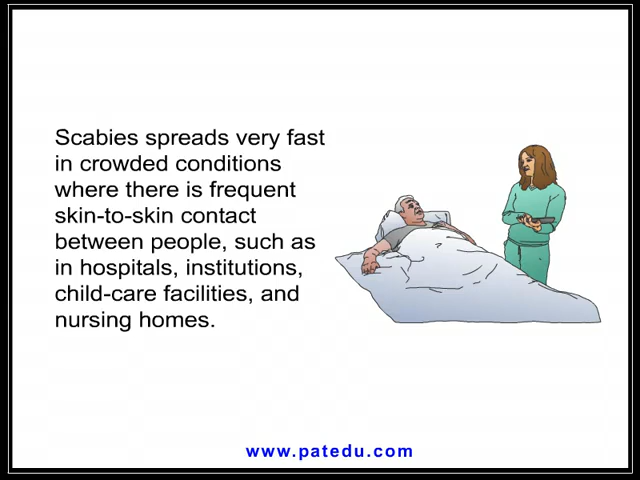 Scabies spreads very fast
in crowded conditions
where there is frequent
skin-to-skin contact
between people, such as
in hospitals, institutions,
child-care facilities, and
nursing homes.
www.patedu.com